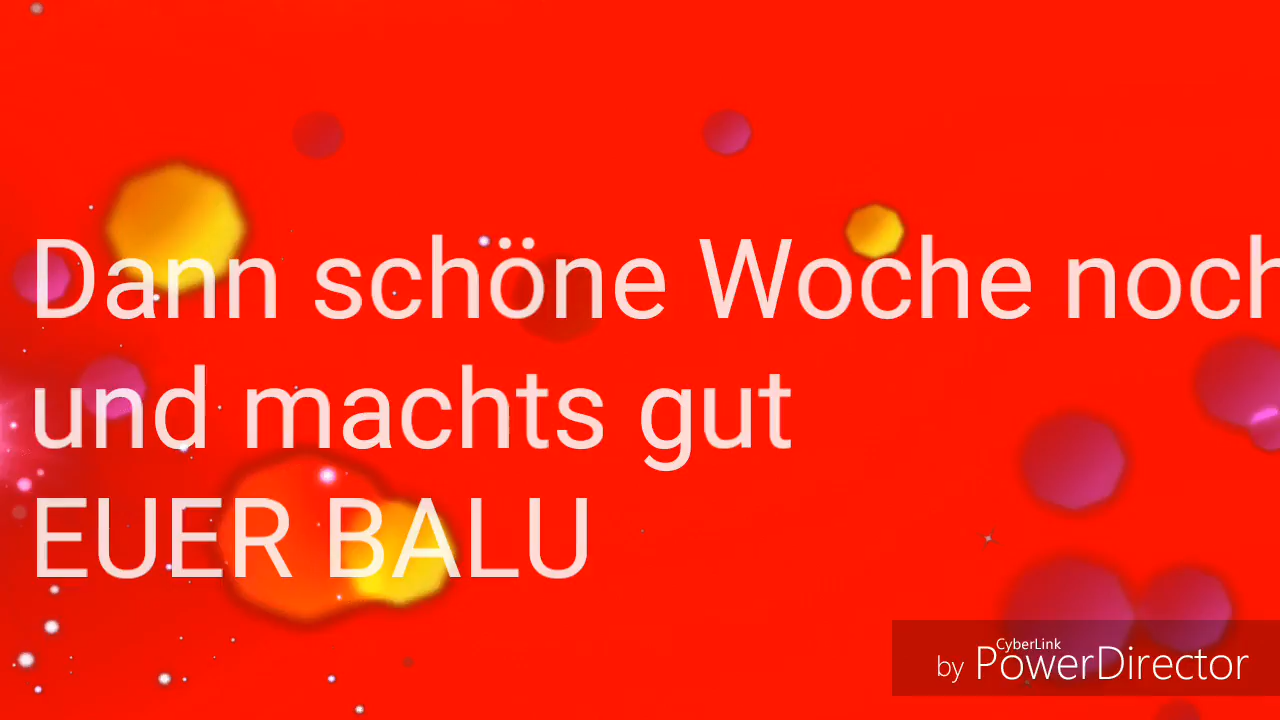 Dann schöne Woche noch
und machts gut
EUER BALU
CyberLink
by PowerDirector